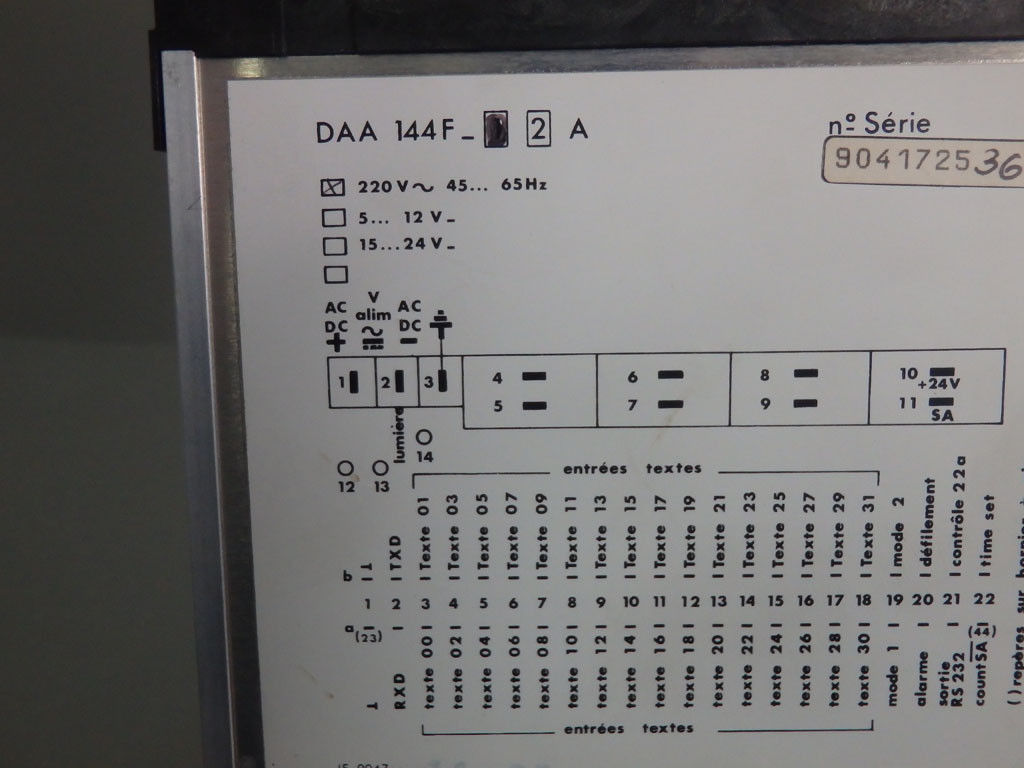 DAA 144F- 2 A
nº Série
904172536
220V~ 45... 65Hz
5... 12V-
15...24V-
AC V AC
DC alim DC
+ -
1 2 3 4 6 8 10
+24V
5 7 9 11
SA
lumière
12 13 14
entrées textes
b ⊥ TXD Texte 01 Texte 03 Texte 05 Texte 07 Texte 09 Texte 11 Texte 13 Texte 15 Texte 17 Texte 19 Texte 21 Texte 23 Texte 25 Texte 27 Texte 29 Texte 31 mode 2 défilement contrôle 22a time set
1 2 3 4 5 6 7 8 9 10 11 12 13 14 15 16 17 18 19 20 21 22
a (23) (44)
⊥ RXD texte 00 texte 02 texte 04 texte 06 texte 08 texte 10 texte 12 texte 14 texte 16 texte 18 texte 20 texte 22 texte 24 texte 26 texte 28 texte 30 mode 1 alarme sortie RS 232 count SA
entrées textes
() repères sur